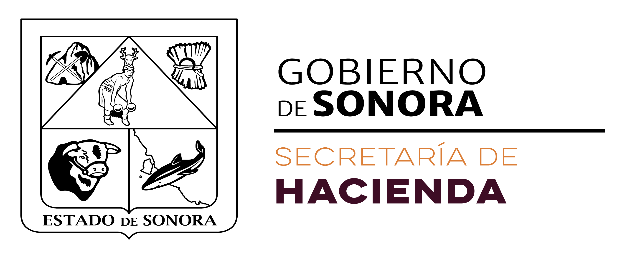 ESTADO DE SONORA
GOBIERNO
DE SONORA
SECRETARÍA DE
HACIENDA